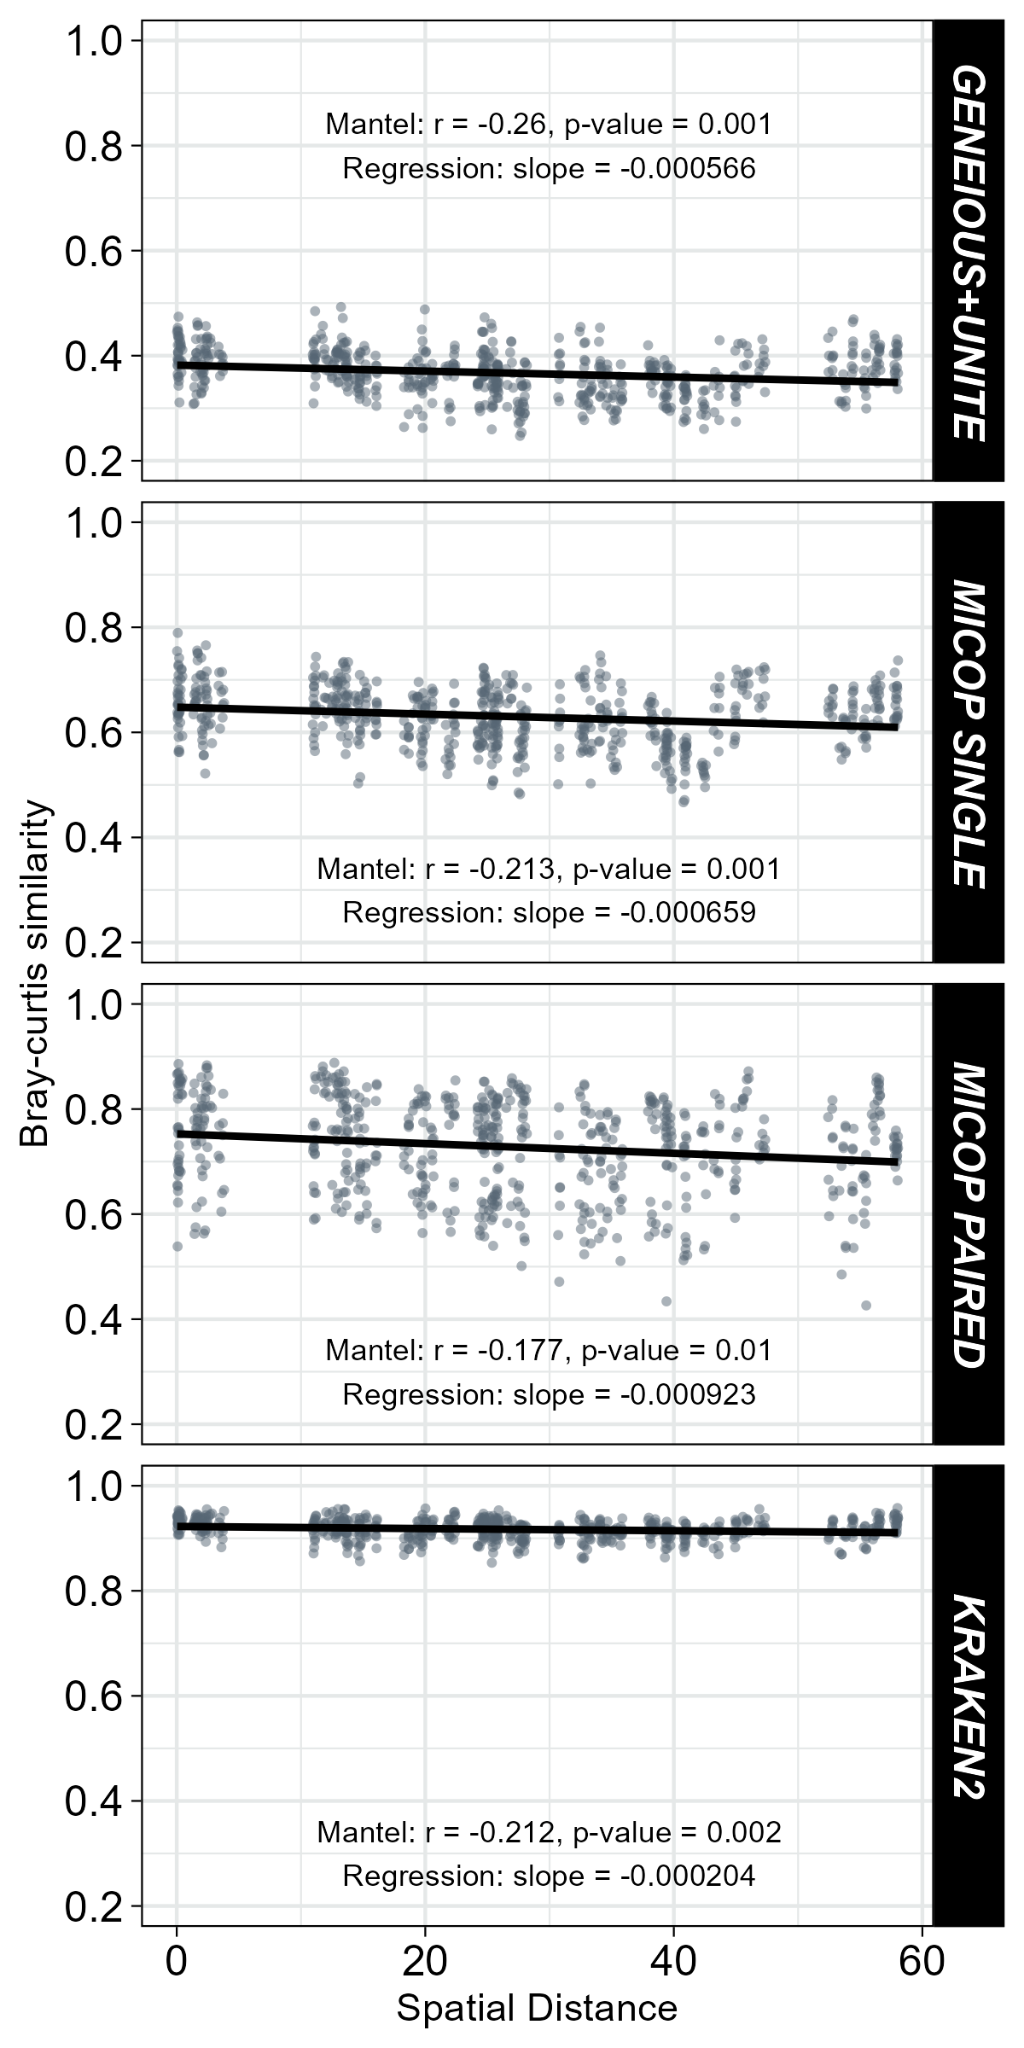 1.0
0.8
0.6
0.4
0.2
Mantel: r = -0.26, p-value = 0.001
Regression: slope = -0.000566
GENEIOUS+UNITE
1.0
0.8
0.6
0.4
0.2
Mantel: r = -0.213, p-value = 0.001
Regression: slope = -0.000659
MICOP SINGLE
Bray-curtis similarity
1.0
0.8
0.6
0.4
0.2
Mantel: r = -0.177, p-value = 0.01
Regression: slope = -0.000923
MICOP PAIRED
1.0
0.8
0.6
0.4
0.2
Mantel: r = -0.212, p-value = 0.002
Regression: slope = -0.000204
KRAKEN2
0 20 40 60
Spatial Distance